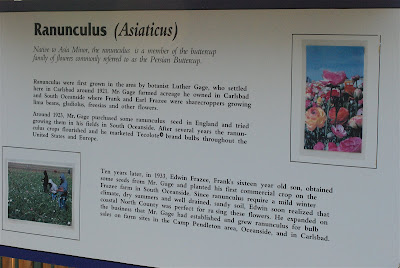 Ranunculus (Asiaticus)
Native to Asia Minor, the ranunculus is a member of the buttercup
family of flowers commonly referred to as the Persian Buttercup.
Ranunculus were first grown in the area by botanist Luther Gage, who settled
here in Carlsbad around 1921. Mr. Gage farmed acreage he owned in Carlsbad
and South Oceanside where Frank and Earl Frazee were sharecroppers growing
lima beans, gladiolus, freesias and other flowers.
Around 1923, Mr. Gage purchased some ranunculus seed in England and tried
growing them in his fields in South Oceanside. After several years the ranun-
culus crops flourished and he marketed Tecolote® brand bulbs throughout the
United States and Europe.
Ten years later, in 1933, Edwin Frazee, Frank's sixteen year old son, obtained
some seeds from Mr. Gage and planted his first commercial crop on the
Frazee farm in South Oceanside. Since ranunculus require a mild winter
climate, dry summers and well drained, sandy soil, Edwin soon realized that
coastal North County was perfect for raising these flowers. He expanded on
the business that Mr. Gage had established and grew ranunculus for bulb
sales on farm sites in the Camp Pendleton area, Oceanside, and in Carlsbad.